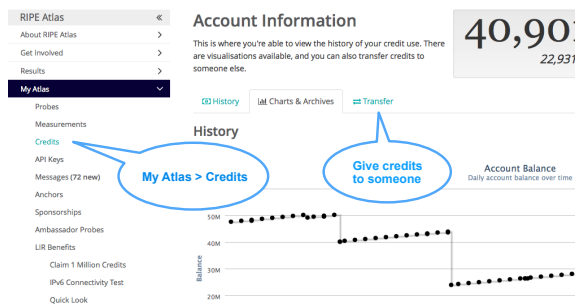 RIPE Atlas «
About RIPE Atlas >
Get Involved >
Results >
My Atlas
Probes
Measurements
Credits
API Keys
Messages (72 new)
Anchors
Sponsorships
Ambassador Probes
LIR Benefits
Claim 1 Million Credits
IPv6 Connectivity Test
Quick Look
Account Information
This is where you're able to view the history of your credit use. There
are visualisations available, and you can also transfer credits to
someone else.
22,931
History
Charts & Archives
Transfer
History
My Atlas > Credits
Give credits
to someone
Account Balance
Daily account balance over time
Balance
50M
40M
30M
20M